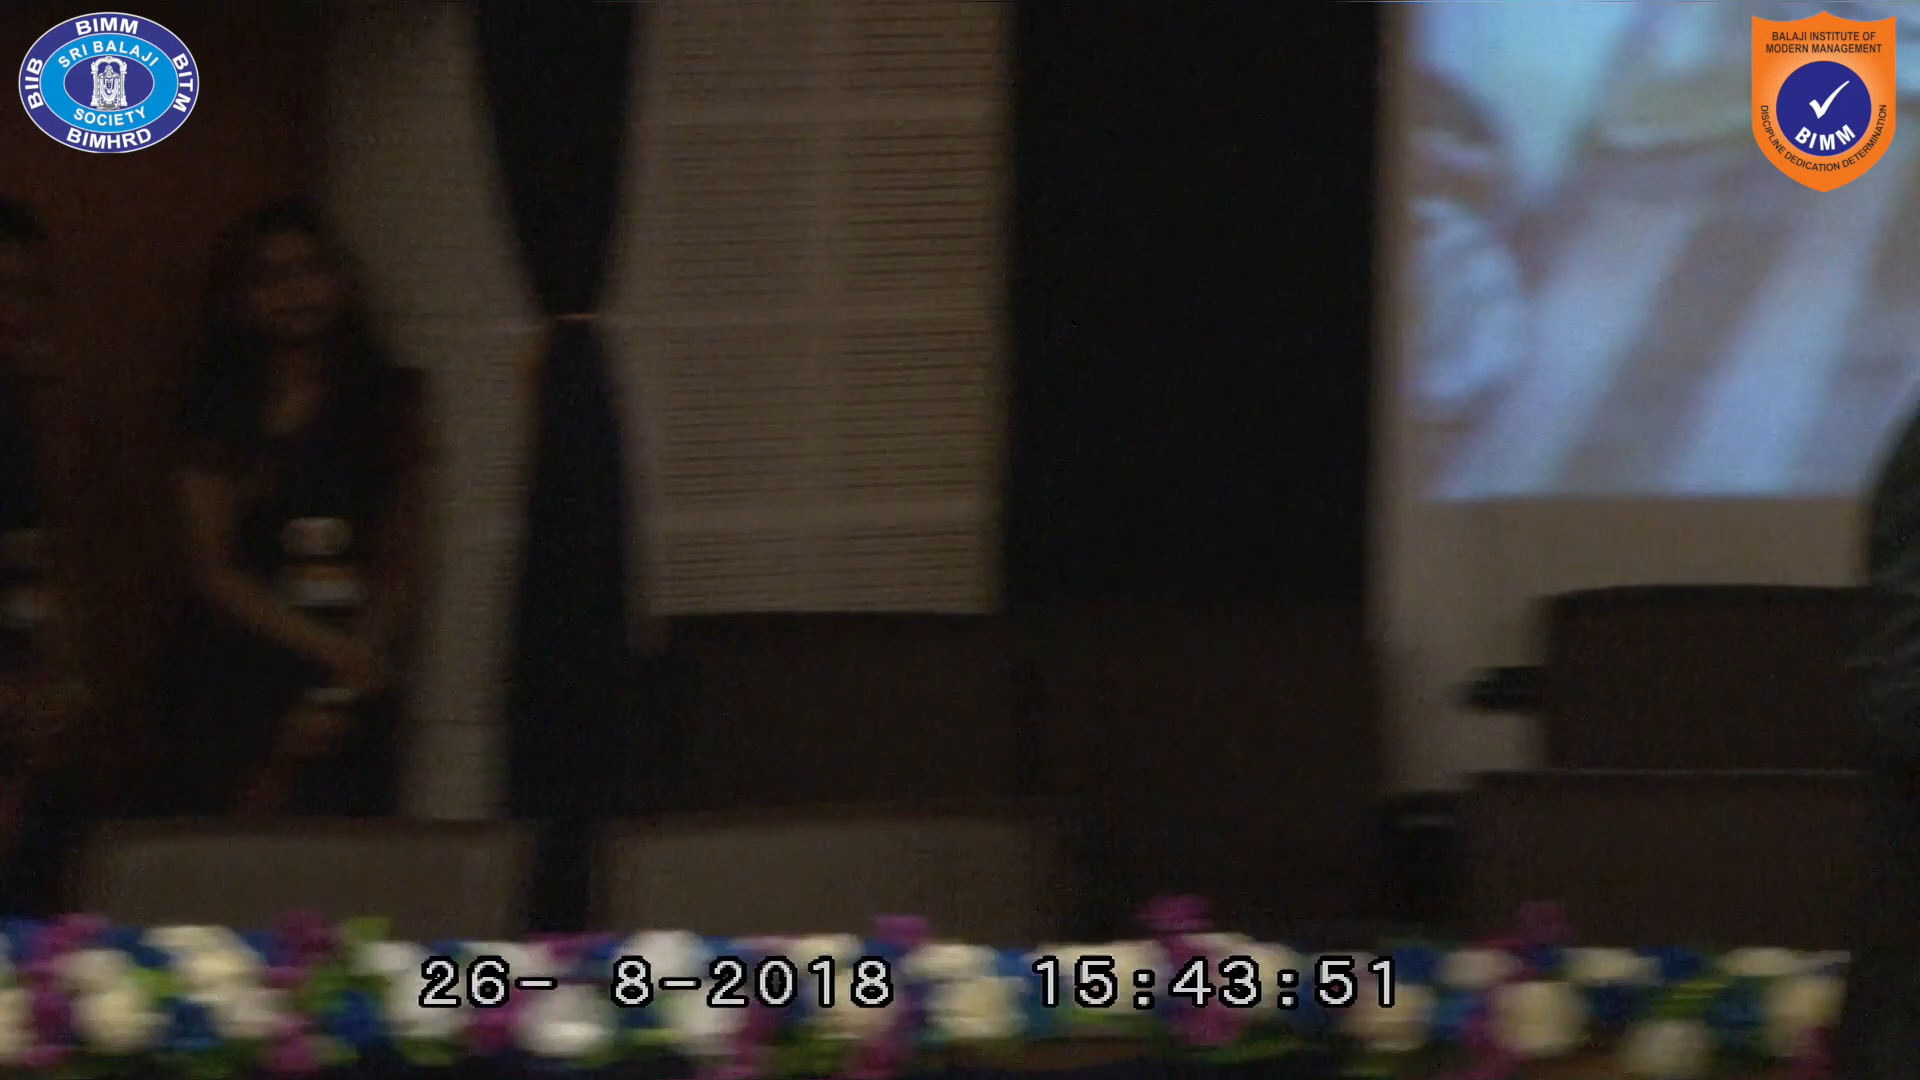 BIMM
SRI BALAJI
BIIB
BITM
SOCIETY
BIMHRD
BALAJI INSTITUTE OF
MODERN MANAGEMENT
BIMM
DISCIPLINE DEDICATION DETERMINATION
26- 8-2018 15:43:51